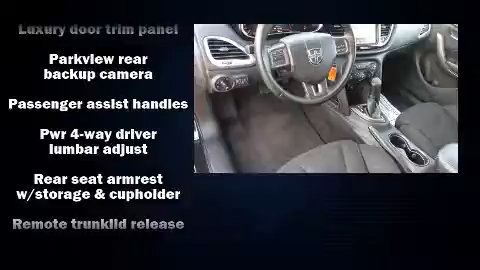 Luxury door trim panel
Parkview rear
backup camera
Passenger assist handles
Pwr 4-way driver
lumbar adjust
Rear seat armrest
w/storage & cupholder
Remote trunklid release